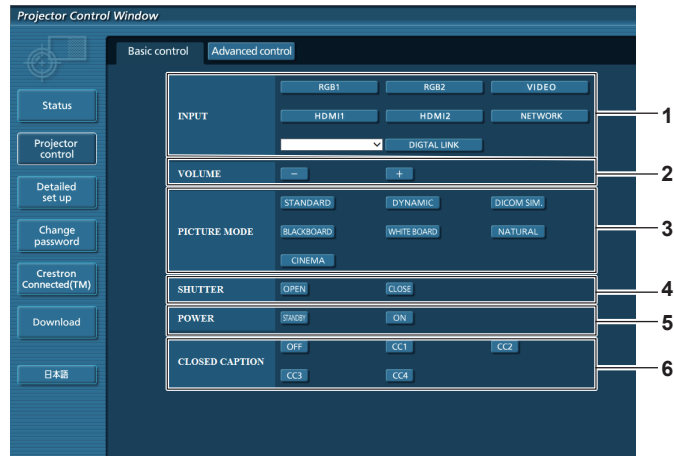 Projector Control Window
Basic control
Advanced control
Status
Projector
control
Detailed
set up
Change
password
Crestron
Connected(TM)
Download
日本語
INPUT
RGB1
RGB2
VIDEO
HDMI1
HDMI2
NETWORK
DIGTAL LINK
1
VOLUME
−
+
2
PICTURE MODE
STANDARD
DYNAMIC
DICOM SIM.
BLACKBOARD
WHITE BOARD
NATURAL
CINEMA
3
SHUTTER
OPEN
CLOSE
4
POWER
STANDBY
ON
5
CLOSED CAPTION
OFF
CC1
CC2
CC3
CC4
6